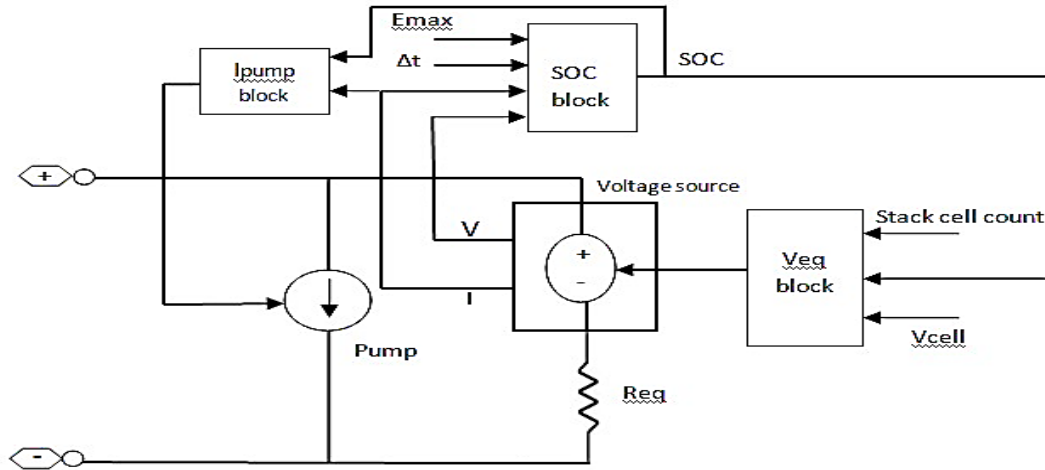 Emax
Δt
SOC
block
SOC
Ipump
block
+
Voltage source
V
I
+
-
Veq
block
Stack cell count
Vcell
Pump
Req
-